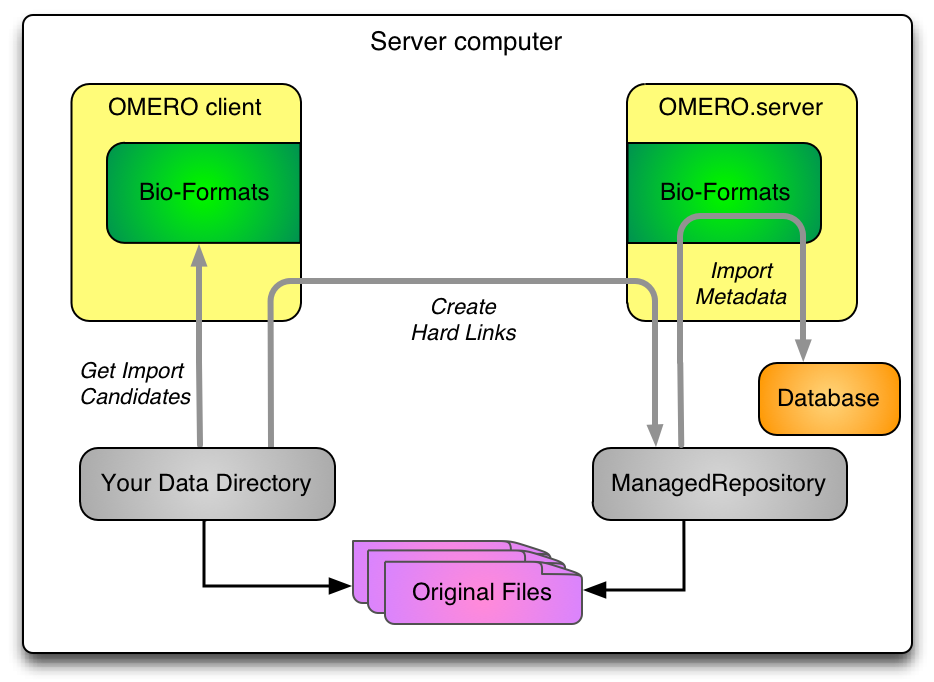 Server computer
OMERO client
OMERO.server
Bio-Formats
Bio-Formats
Import
Metadata
Create
Hard Links
Get Import
Candidates
Database
Your Data Directory
ManagedRepository
Original Files